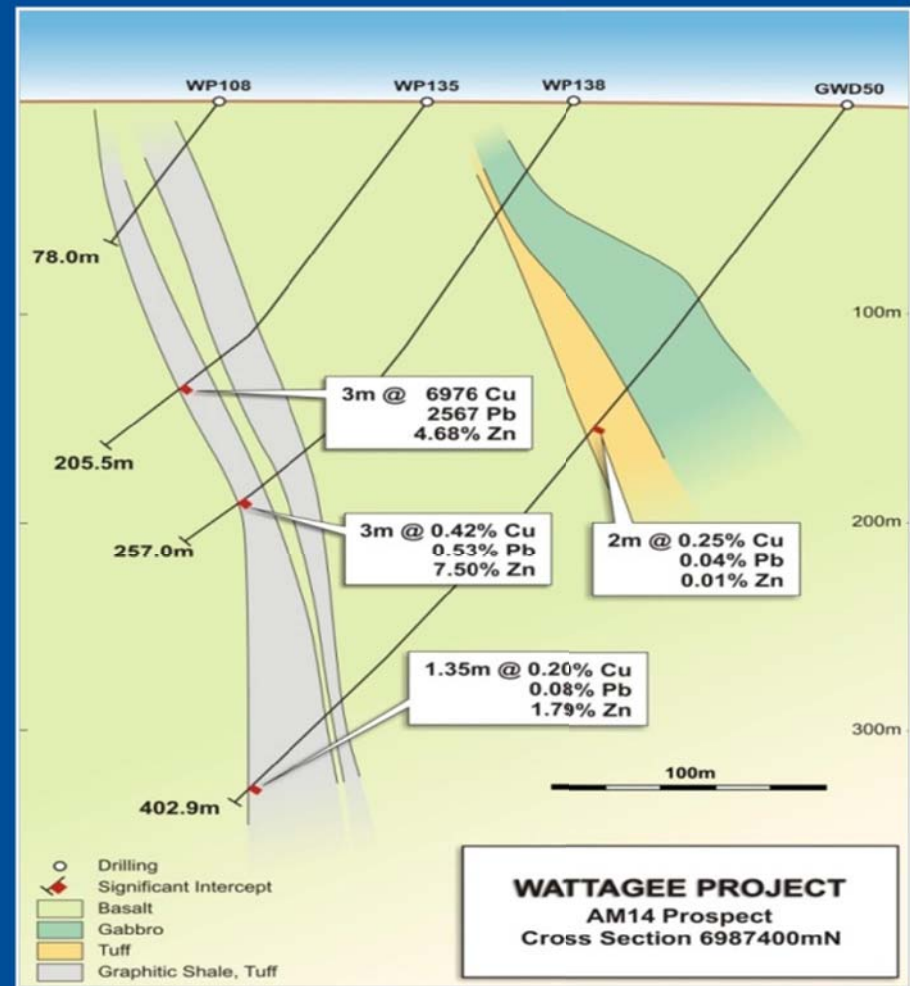 WP108
WP135
WP138
GWD50
78.0m
100m
3m @ 6976 Cu
2567 Pb
4.68% Zn
205.5m
200m
257.0m
3m @ 0.42% Cu
0.53% Pb
7.50% Zn
2m @ 0.25% Cu
0.04% Pb
0.01% Zn
1.35m @ 0.20% Cu
0.08% Pb
1.79% Zn
300m
100m
402.9m
Drilling
Significant Intercept
Basalt
Gabbro
Tuff
Graphitic Shale, Tuff
WATTAGEE PROJECT
AM14 Prospect
Cross Section 6987400mN